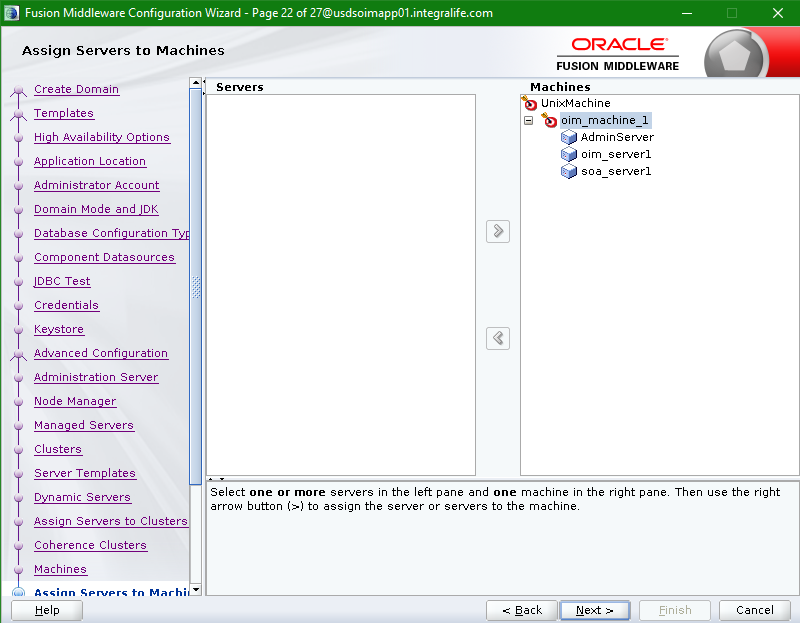 Fusion Middleware Configuration Wizard - Page 22 of 27@usdsoimapp01.integralife.com
Assign Servers to Machines
ORACLE
FUSION MIDDLEWARE
Create Domain
Templates
High Availability Options
Application Location
Administrator Account
Domain Mode and JDK
Database Configuration Typ
Component Datasources
JDBC Test
Credentials
Keystore
Advanced Configuration
Administration Server
Node Manager
Managed Servers
Clusters
Server Templates
Dynamic Servers
Assign Servers to Clusters
Coherence Clusters
Machines
Assign Servers to Machi
Servers
Machines
UnixMachine
oim_machine_1
AdminServer
oim_server1
soa_server1
Select one or more servers in the left pane and one machine in the right pane. Then use the right
arrow button (>) to assign the server or servers to the machine.
Help
< Back
Next >
Finish
Cancel